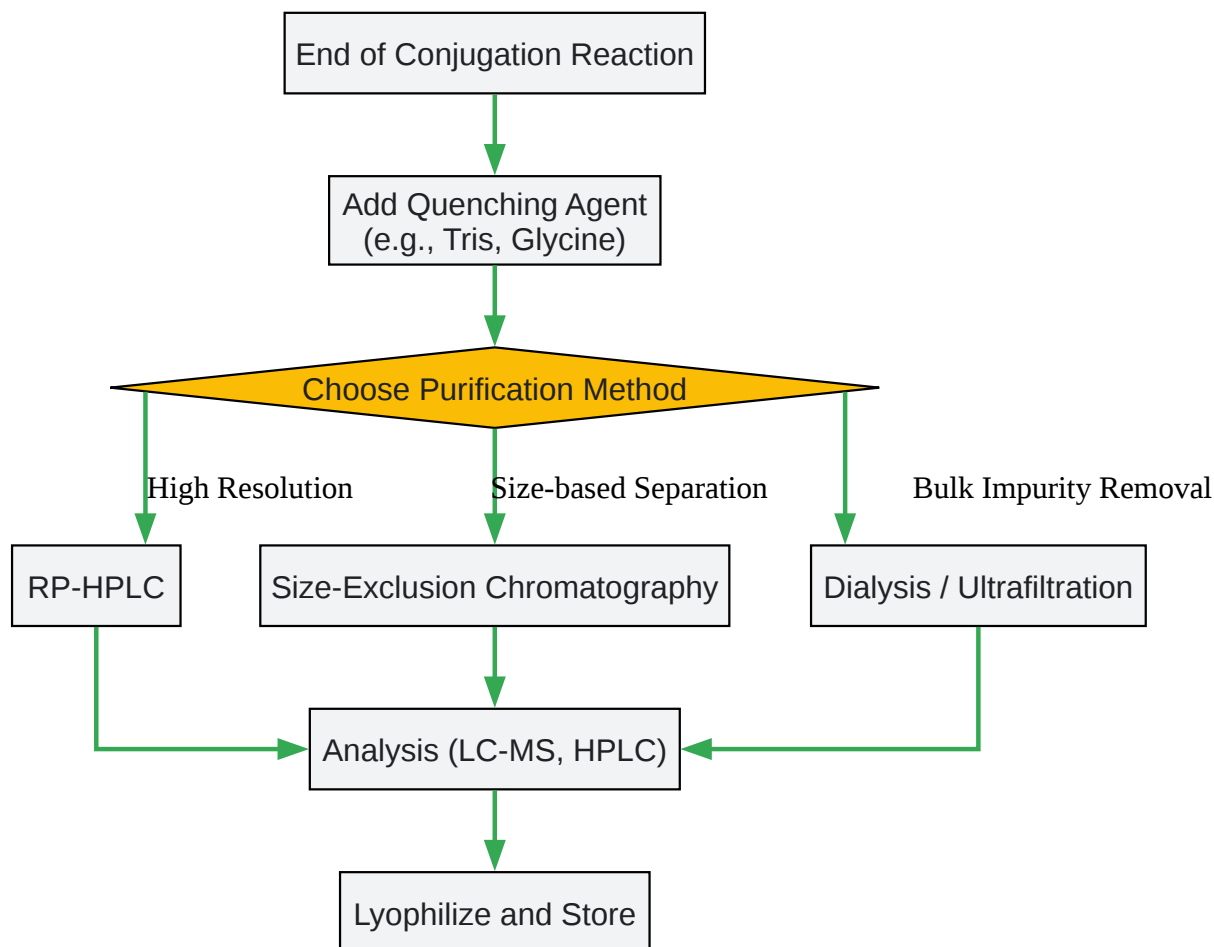 End of Conjugation Reaction
Add Quenching Agent
(e.g., Tris, Glycine)
Choose Purification Method
High Resolution
Size-based Separation
Bulk Impurity Removal
RP-HPLC
Size-Exclusion Chromatography
Dialysis / Ultrafiltration
Analysis (LC-MS, HPLC)
Lyophilize and Store